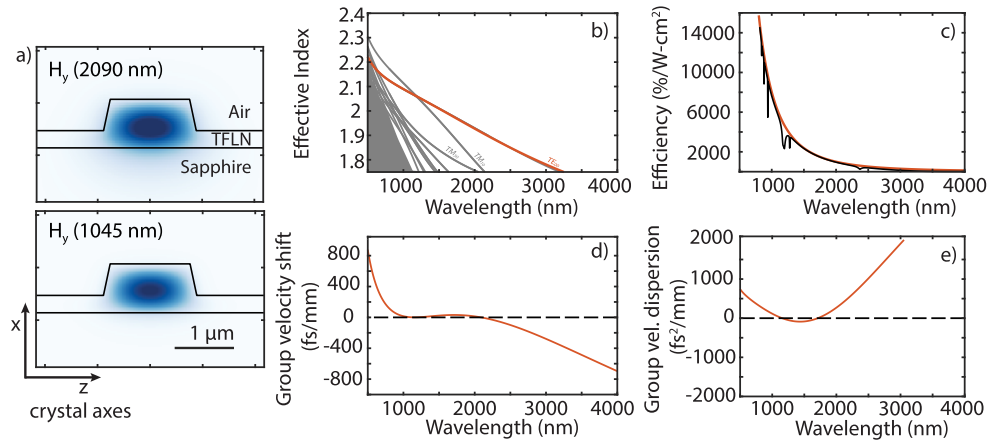 a)
Hy (2090 nm)
Air
TFLN
Sapphire
Hy (1045 nm)
1 μm
x
z
crystal axes
b)
Effective Index
2.4
2.3
2.2
2.1
2
1.9
1.8
TM
TM
TE
1000 2000 3000 4000
Wavelength (nm)
c)
Efficiency (%/W-cm²)
14000
10000
6000
2000
1000 2000 3000 4000
Wavelength (nm)
d)
Group velocity shift
(fs/mm)
800
400
0
-400
-800
1000 2000 3000 4000
Wavelength (nm)
e)
Group vel. dispersion
(fs²/mm)
2000
1000
0
-1000
-2000
1000 2000 3000 4000
Wavelength (nm)